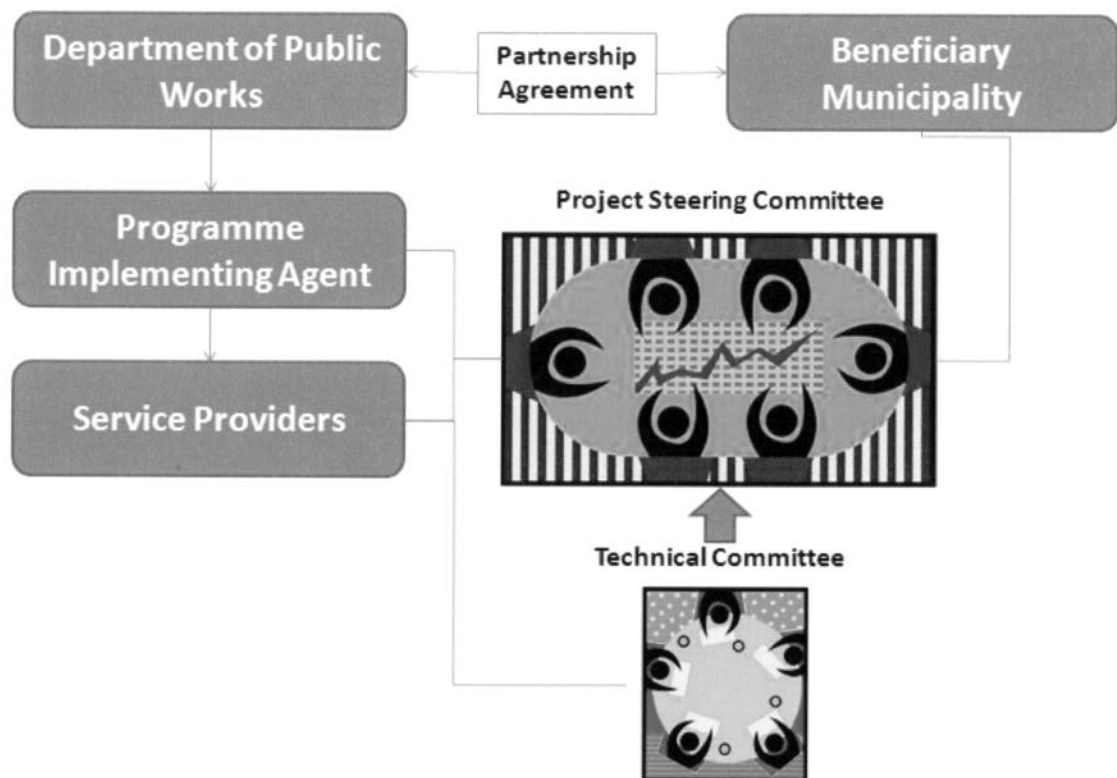 Department of Public
Works
Partnership
Agreement
Beneficiary
Municipality
Programme
Implementing Agent
Project Steering Committee
Service Providers
Technical Committee